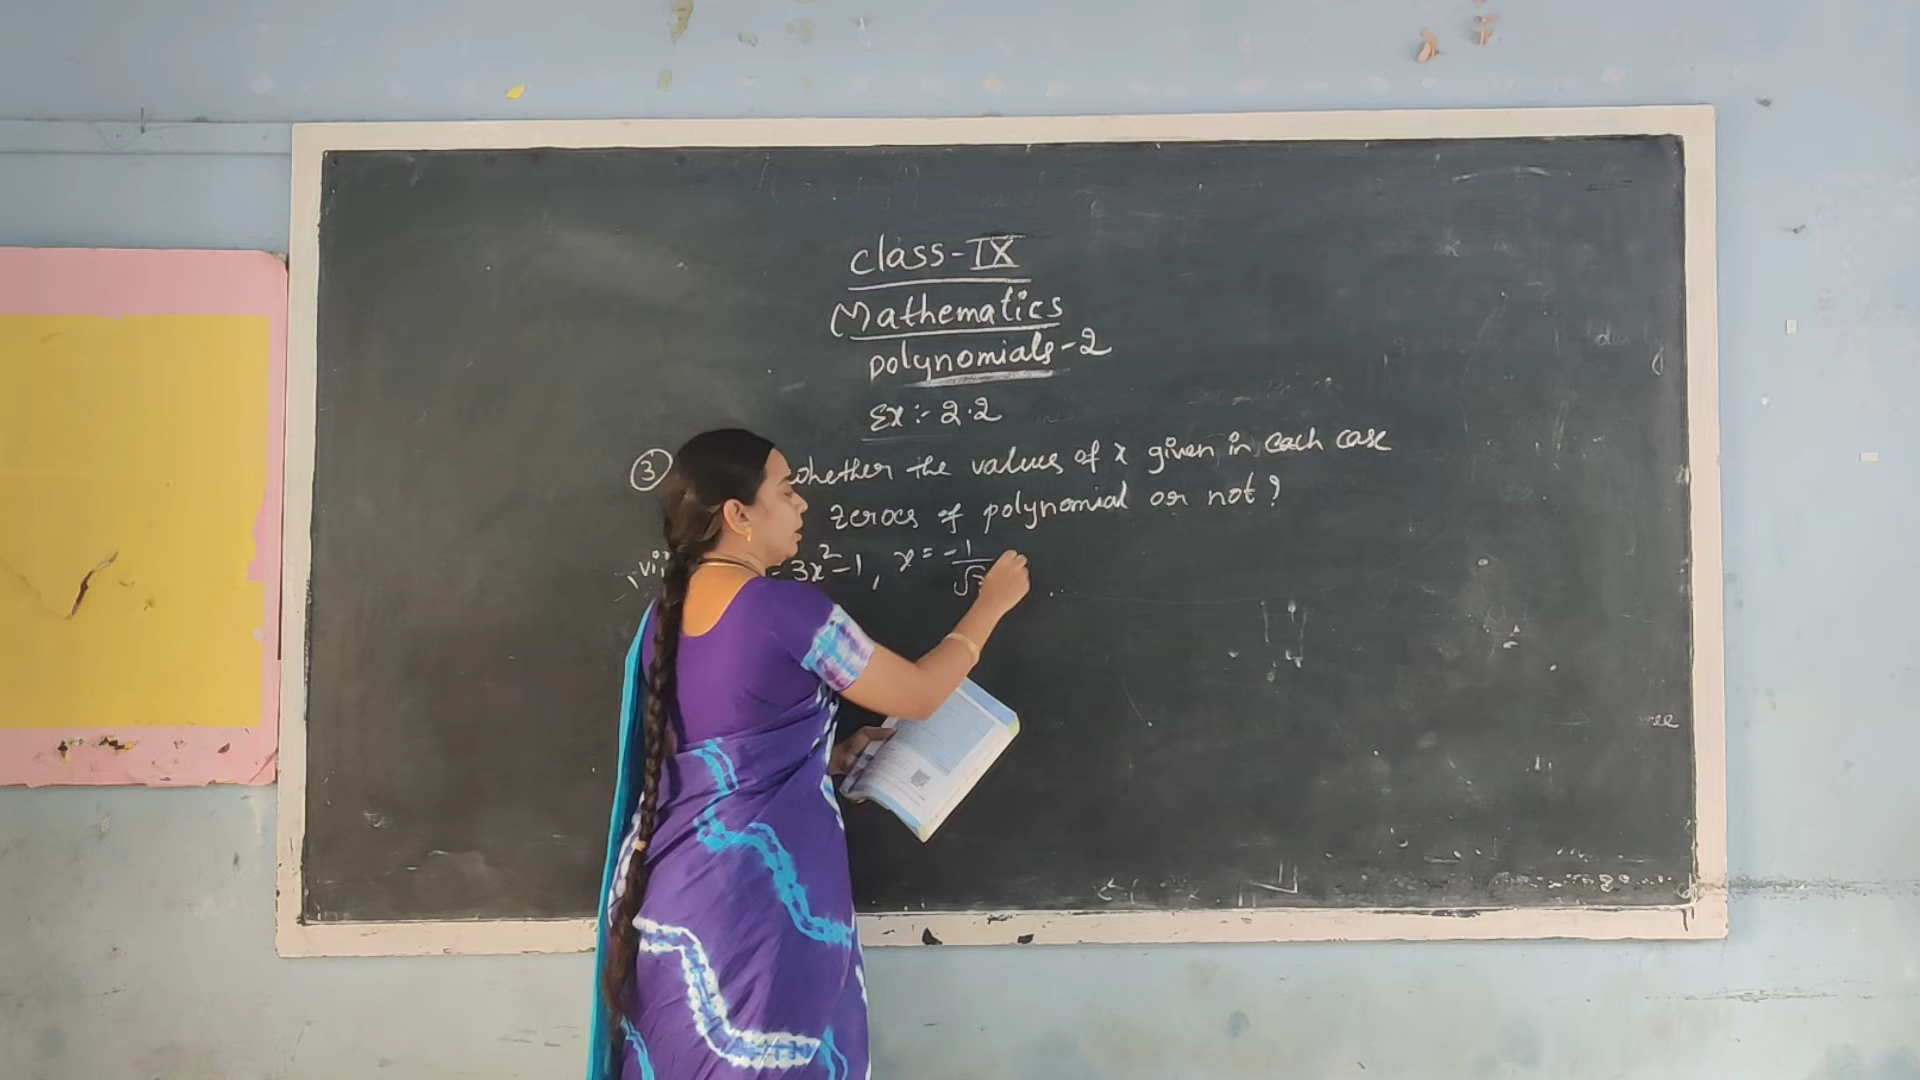 Class-IX
Mathematics
polynomials-2
Ex:- 2.2
3 whether the values of x given in each case
zeroes of polynomial or not?
= 3x²-1, x = -1/√